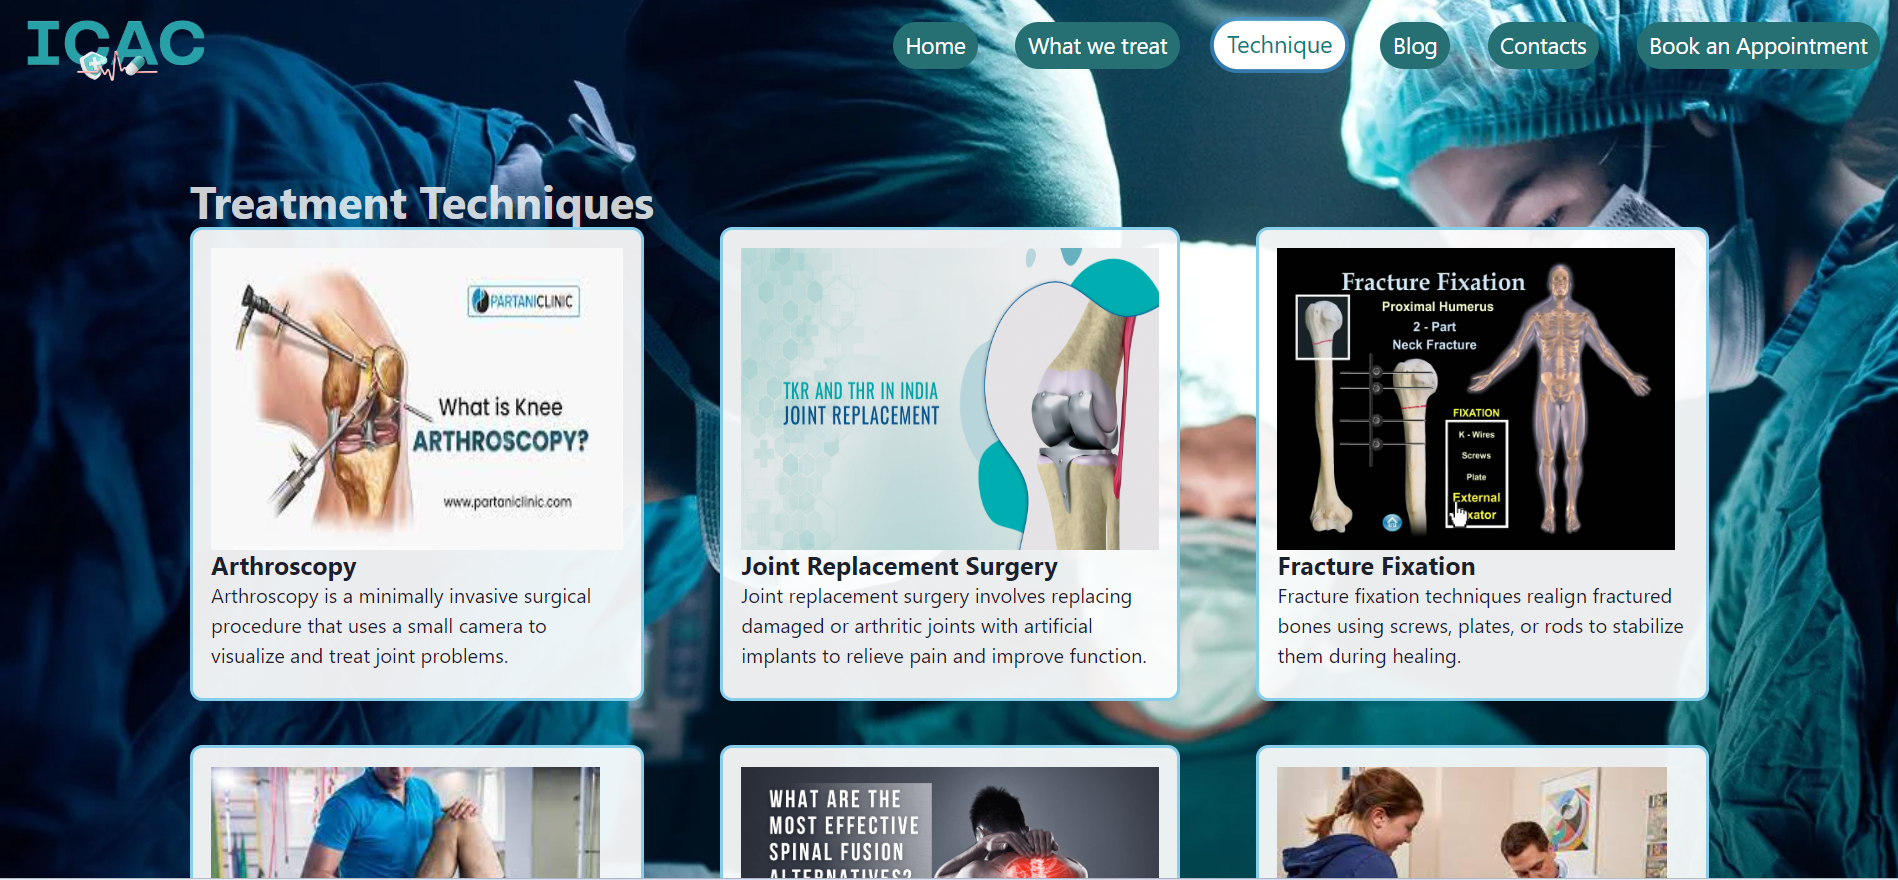 ICAC
Home
What we treat
Technique
Blog
Contacts
Book an Appointment
Treatment Techniques
PARTANICLINIC
What is Knee
ARTHROSCOPY?
www.partaniclinic.com
Arthroscopy
Arthroscopy is a minimally invasive surgical
procedure that uses a small camera to
visualize and treat joint problems.
TKR AND THR IN INDIA
JOINT REPLACEMENT
Joint Replacement Surgery
Joint replacement surgery involves replacing
damaged or arthritic joints with artificial
implants to relieve pain and improve function.
Fracture Fixation
Proximal Humerus
2 - Part
Neck Fracture
FIXATION
K - Wires
Screws
Plate
External
xator
Fracture Fixation
Fracture fixation techniques realign fractured
bones using screws, plates, or rods to stabilize
them during healing.
WHAT ARE THE
MOST EFFECTIVE
SPINAL FUSION
ALTERNATIVES?